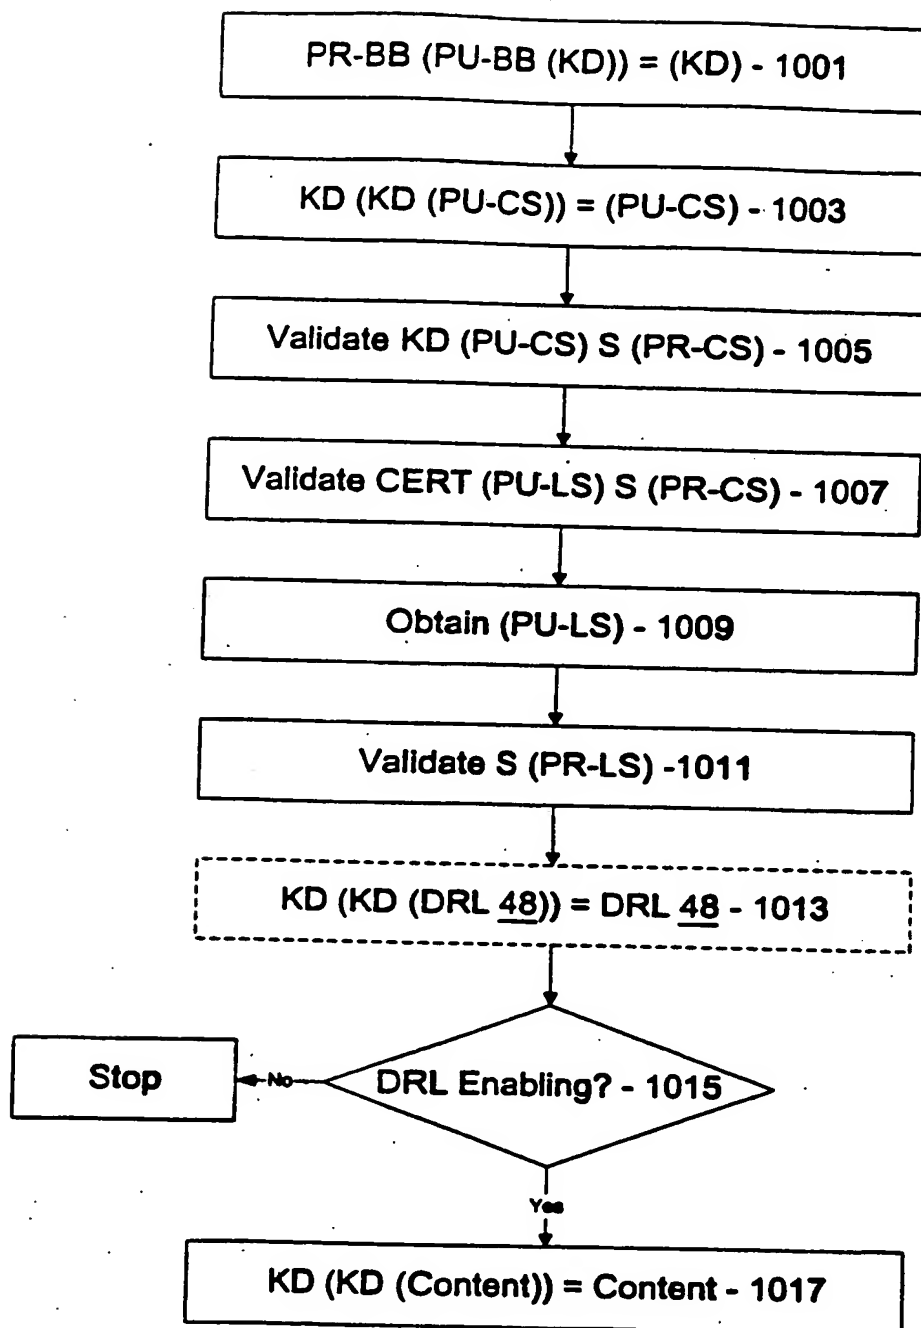 PR-BB (PU-BB (KD)) = (KD) - 1001
KD (KD (PU-CS)) = (PU-CS) - 1003
Validate KD (PU-CS) S (PR-CS) - 1005
Validate CERT (PU-LS) S (PR-CS) - 1007
Obtain (PU-LS) - 1009
Validate S (PR-LS) -1011
KD (KD (DRL 48)) = DRL 48 - 1013
DRL Enabling? - 1015
No
Stop
Yes
KD (KD (Content)) = Content - 1017